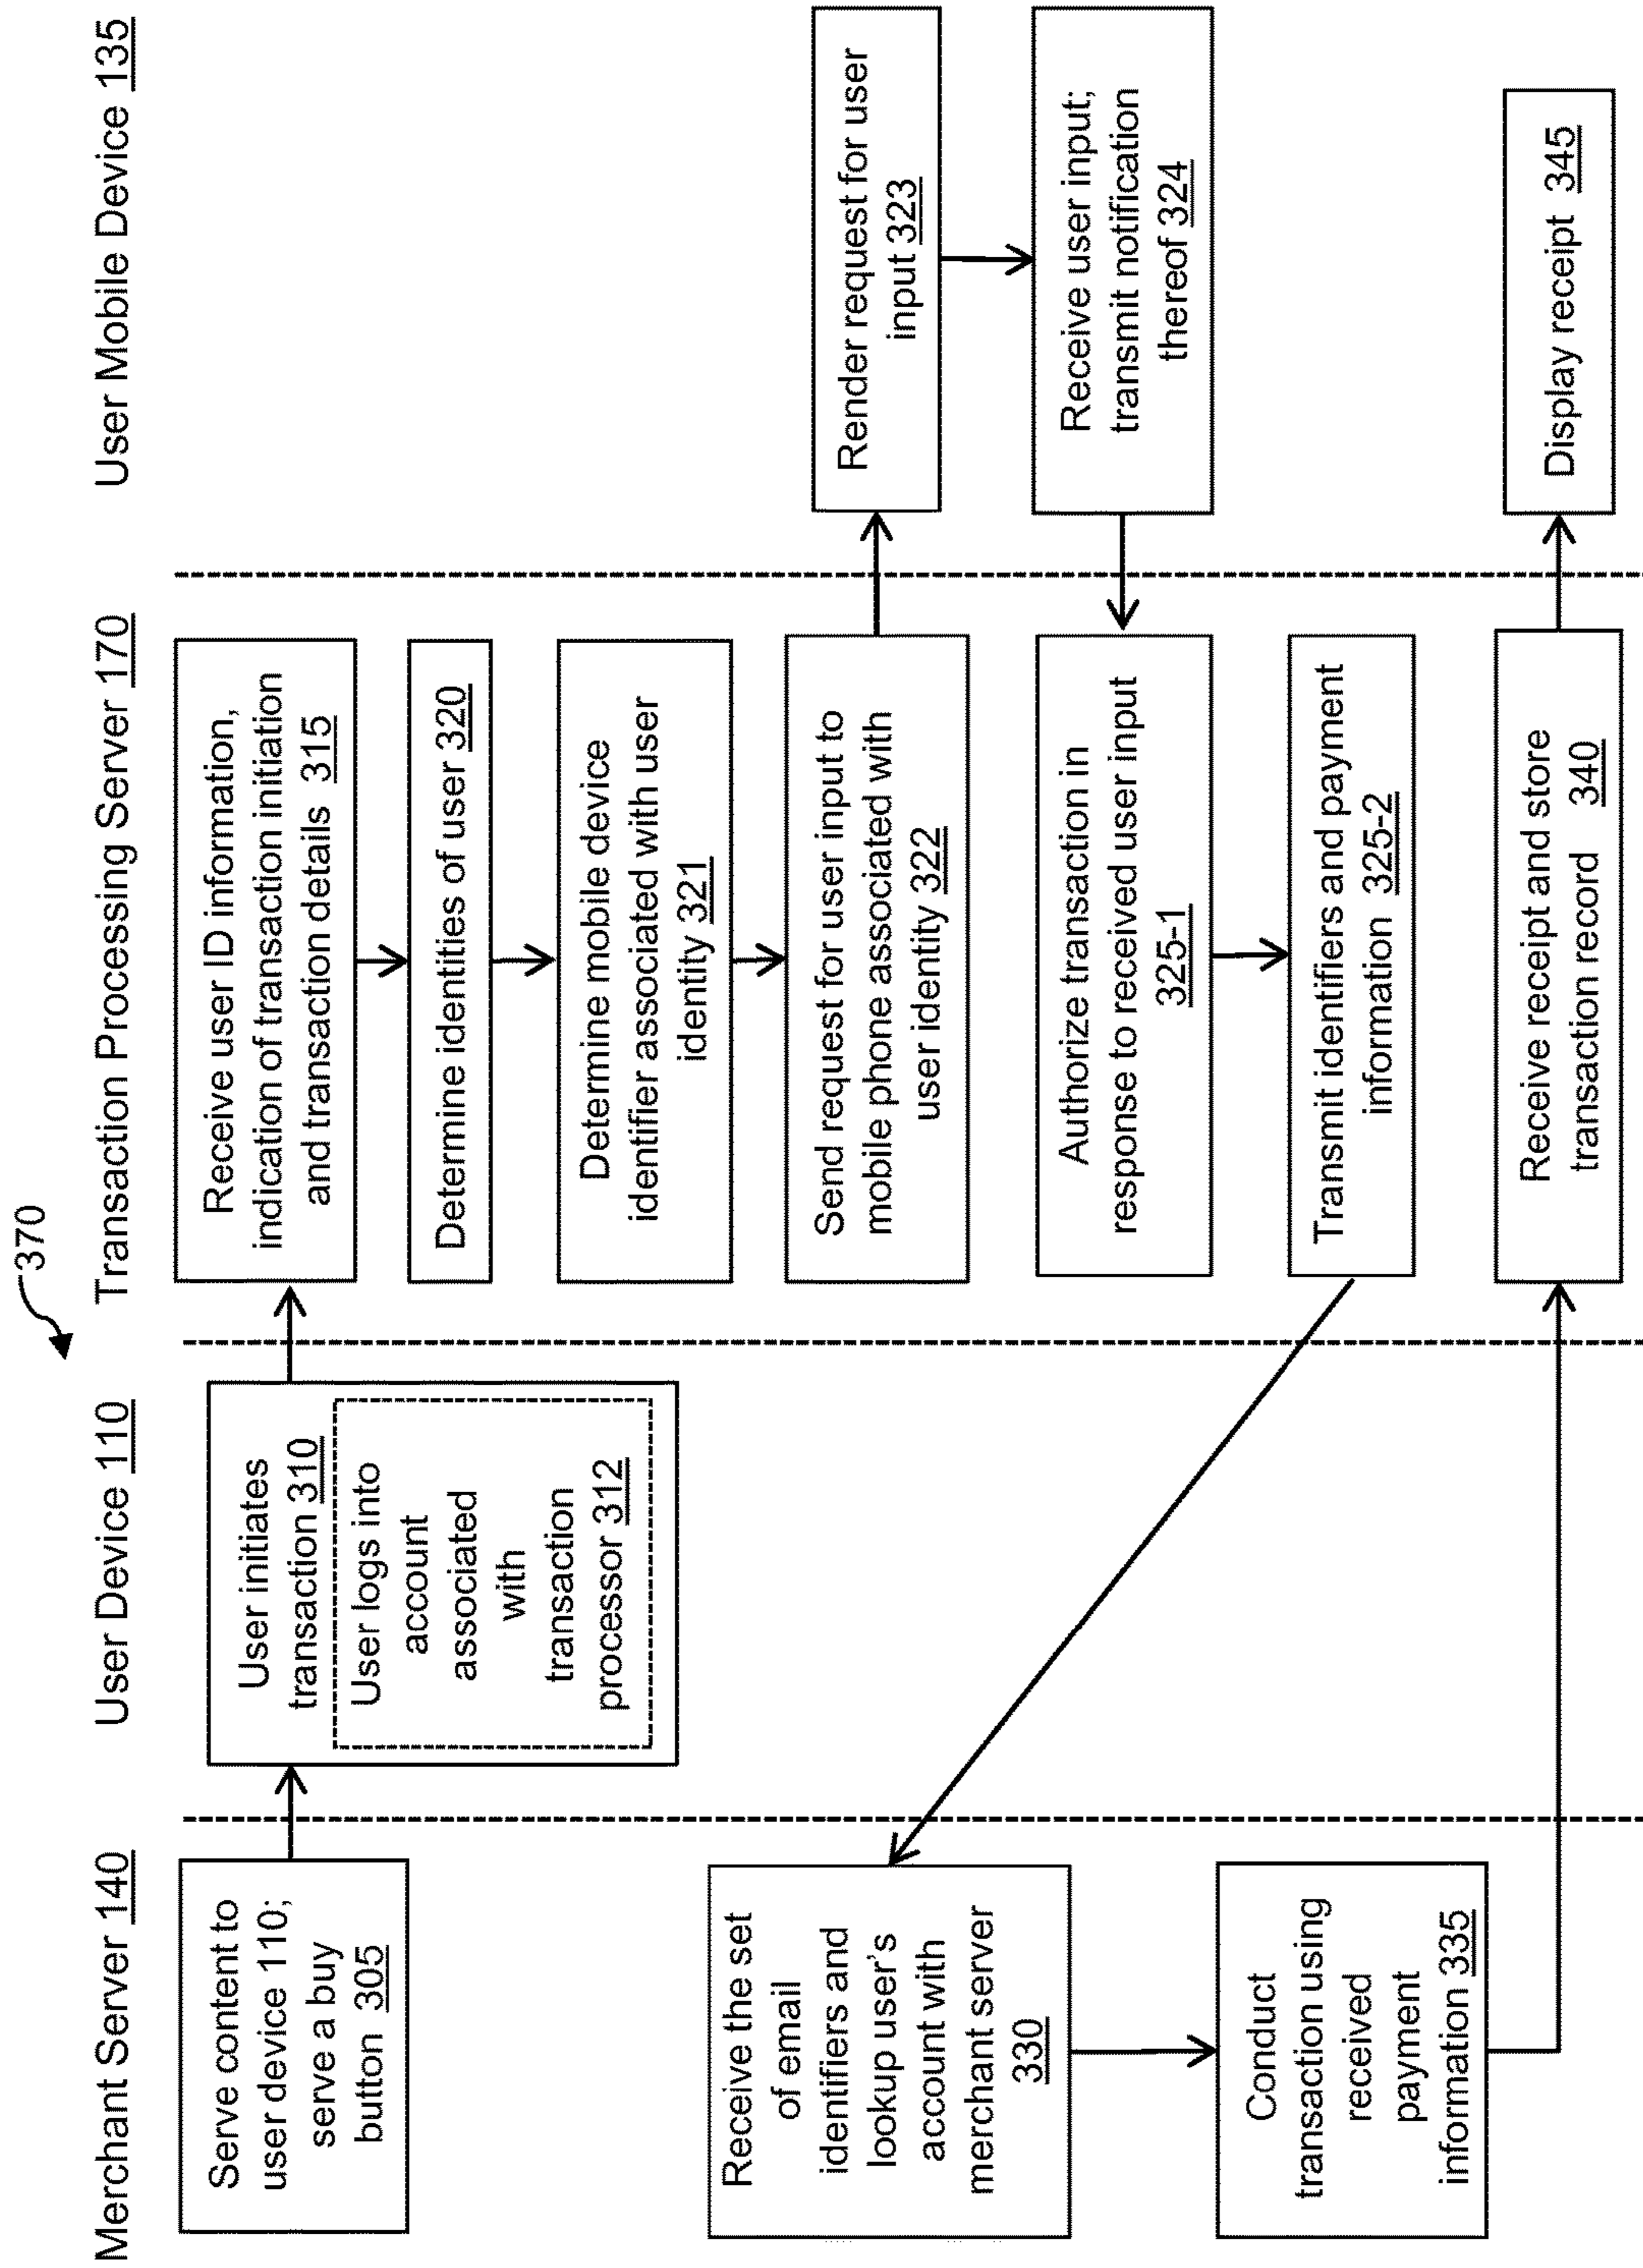 370
Merchant Server 140
User Device 110
Transaction Processing Server 170
User Mobile Device 135
Serve content to
user device 110;
serve a buy
button 305
User initiates
transaction 310
User logs into
account
associated
with
transaction
processor 312
Receive user ID information,
indication of transaction initiation
and transaction details 315
Determine identities of user 320
Determine mobile device
identifier associated with user
identity 321
Send request for user input to
mobile phone associated with
user identity 322
Render request for user
input 323
Receive user input;
transmit notification
thereof 324
Authorize transaction in
response to received user input
325-1
Transmit identifiers and payment
information 325-2
Receive the set
of email
identifiers and
lookup user's
account with
merchant server
330
Conduct
transaction using
received
payment
information 335
Receive receipt and store
transaction record 340
Display receipt 345